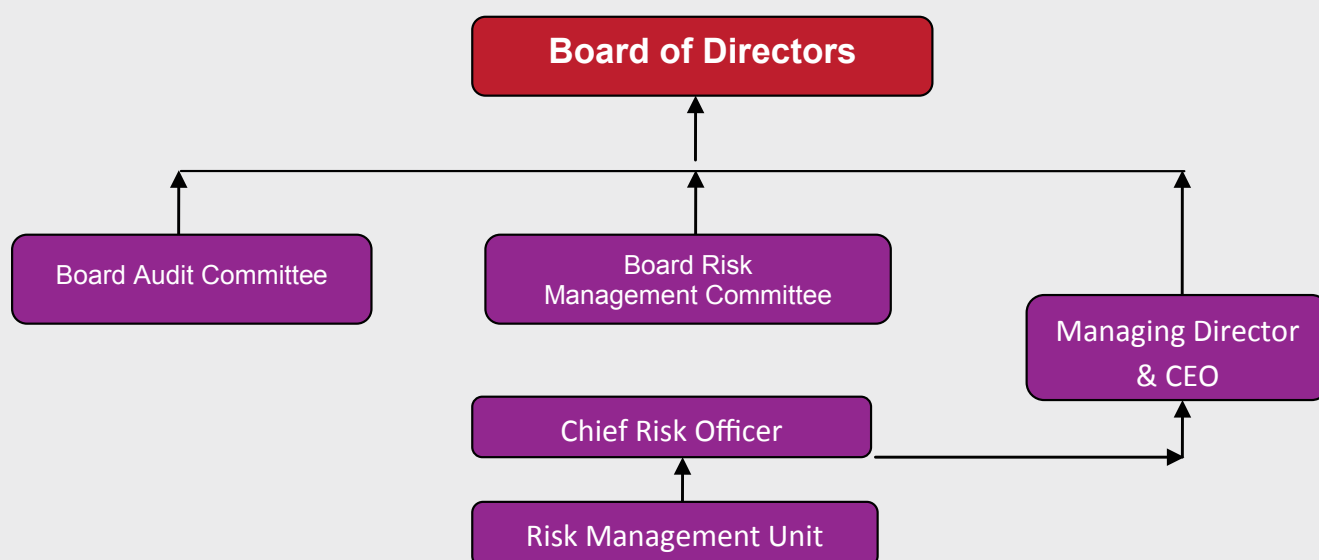 Board of Directors
Board Audit Committee
Board Risk
Management Committee
Managing Director
& CEO
Chief Risk Officer
Risk Management Unit